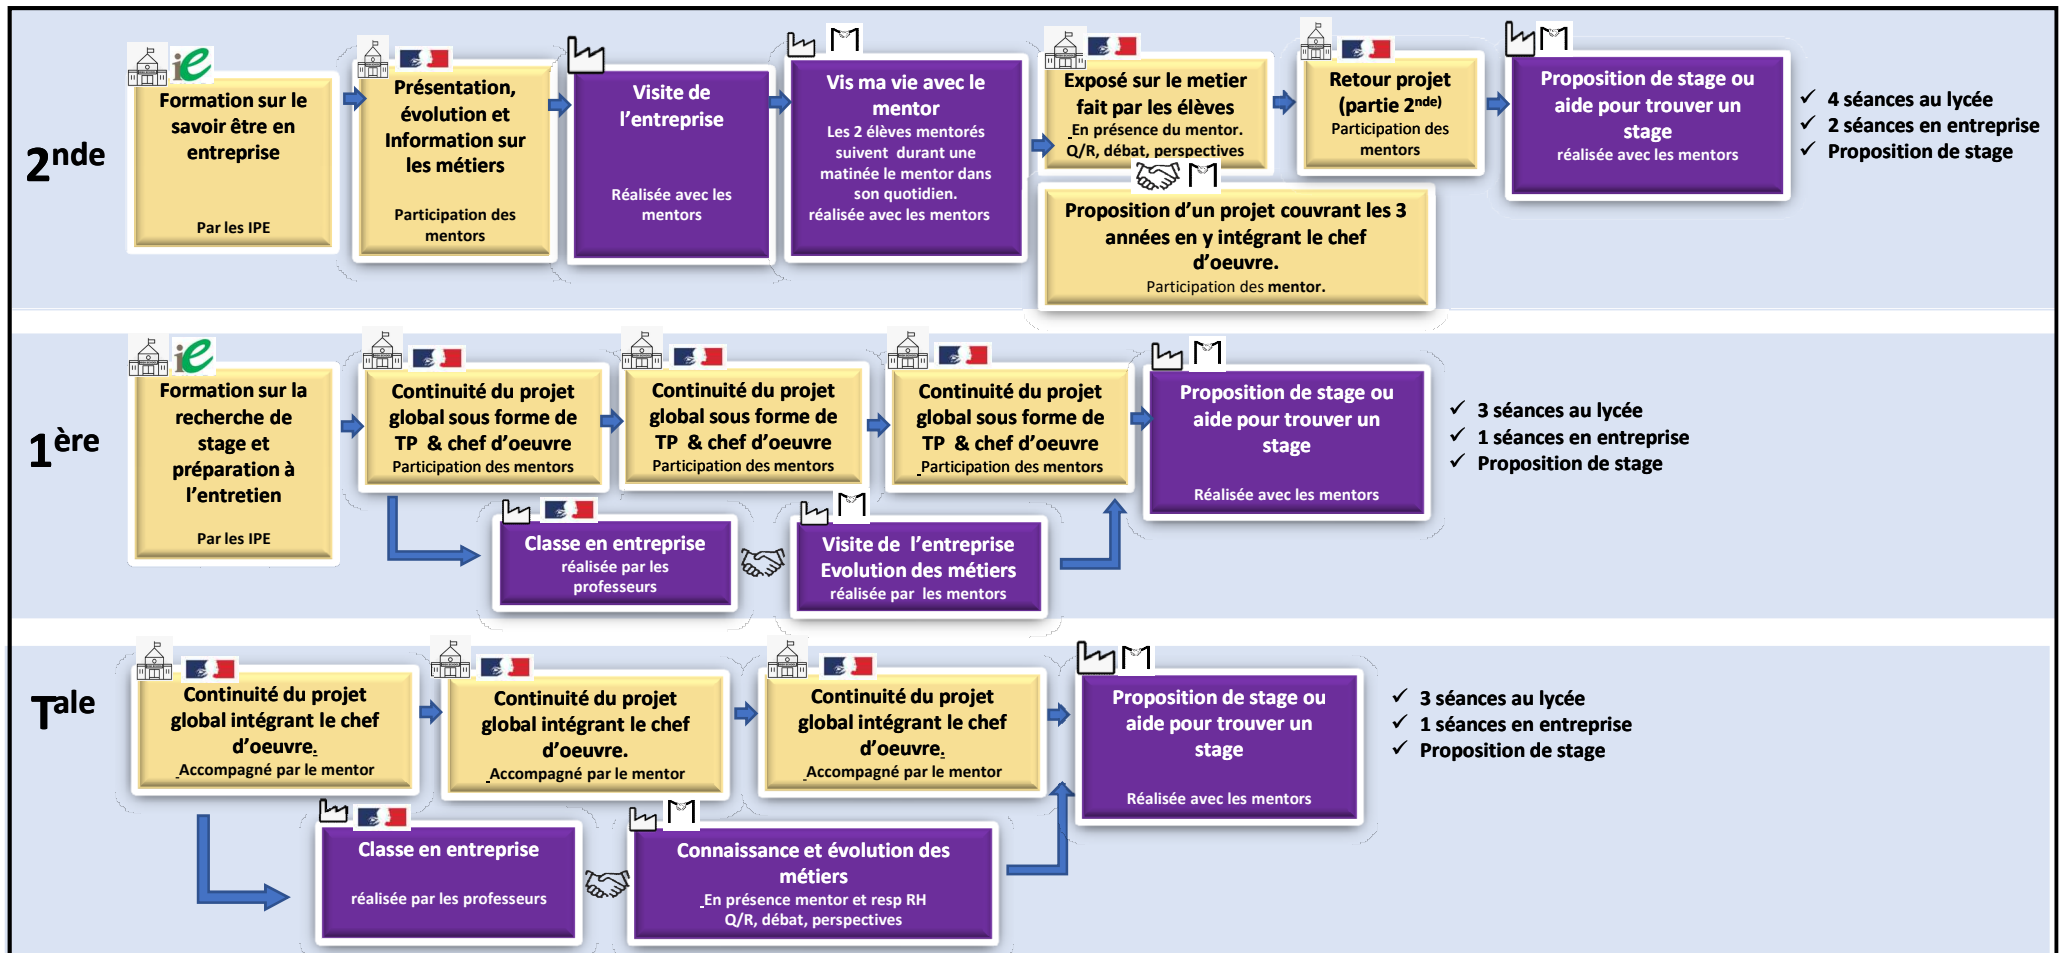 2nde
ie
Formation sur le
savoir être en
entreprise
Par les IPE
Présentation,
évolution et
Information sur
les métiers
Participation des
mentors
Visite de
l'entreprise
Réalisée avec les
mentors
Vis ma vie avec le
mentor
Les 2 élèves mentorés
suivent durant une
matinée le mentor dans
son quotidien.
réalisée avec les mentors
Exposé sur le metier
fait par les élèves
En présence du mentor.
Q/R, débat, perspectives
Proposition d'un projet couvrant les 3
années en y intégrant le chef
d'oeuvre.
Participation des mentor.
Retour projet
(partie 2nde)
Participation des
mentors
Proposition de stage ou
aide pour trouver un
stage
réalisée avec les mentors
✓ 4 séances au lycée
✓ 2 séances en entreprise
✓ Proposition de stage
1ère
ie
Formation sur la
recherche de
stage et
préparation à
l'entretien
Par les IPE
Continuité du projet
global sous forme de
TP & chef d'oeuvre
Participation des mentors
Continuité du projet
global sous forme de
TP & chef d'oeuvre
Participation des mentors
Continuité du projet
global sous forme de
TP & chef d'oeuvre
Participation des mentors
Classe en entreprise
réalisée par les
professeurs
Visite de l'entreprise
Evolution des métiers
réalisée par les mentors
Proposition de stage ou
aide pour trouver un
stage
Réalisée avec les mentors
✓ 3 séances au lycée
✓ 1 séances en entreprise
✓ Proposition de stage
Tale
Continuité du projet
global intégrant le chef
d'oeuvre.
Accompagné par le mentor
Continuité du projet
global intégrant le chef
d'oeuvre.
Accompagné par le mentor
Continuité du projet
global intégrant le chef
d'oeuvre.
Accompagné par le mentor
Classe en entreprise
réalisée par les professeurs
Connaissance et évolution des
métiers
En présence mentor et resp RH
Q/R, débat, perspectives
Proposition de stage ou
aide pour trouver un
stage
Réalisée avec les mentors
✓ 3 séances au lycée
✓ 1 séances en entreprise
✓ Proposition de stage